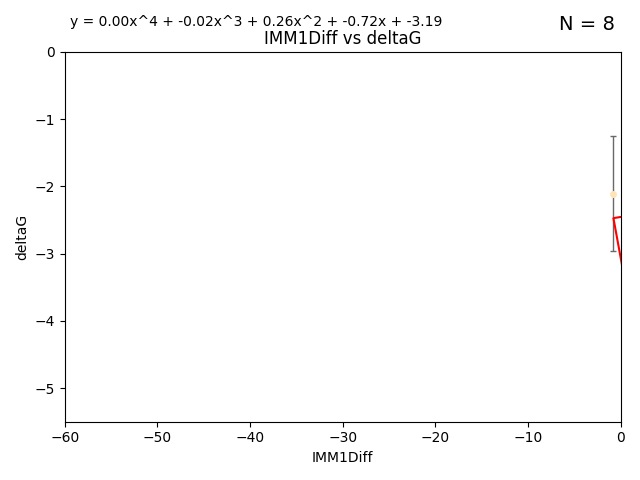 y = 0.00x^4 + -0.02x^3 + 0.26x^2 + -0.72x + -3.19
N = 8
IMM1Diff vs deltaG
0
−1
−2
−3
−4
−5
deltaG
−60 −50 −40 −30 −20 −10 0
IMM1Diff